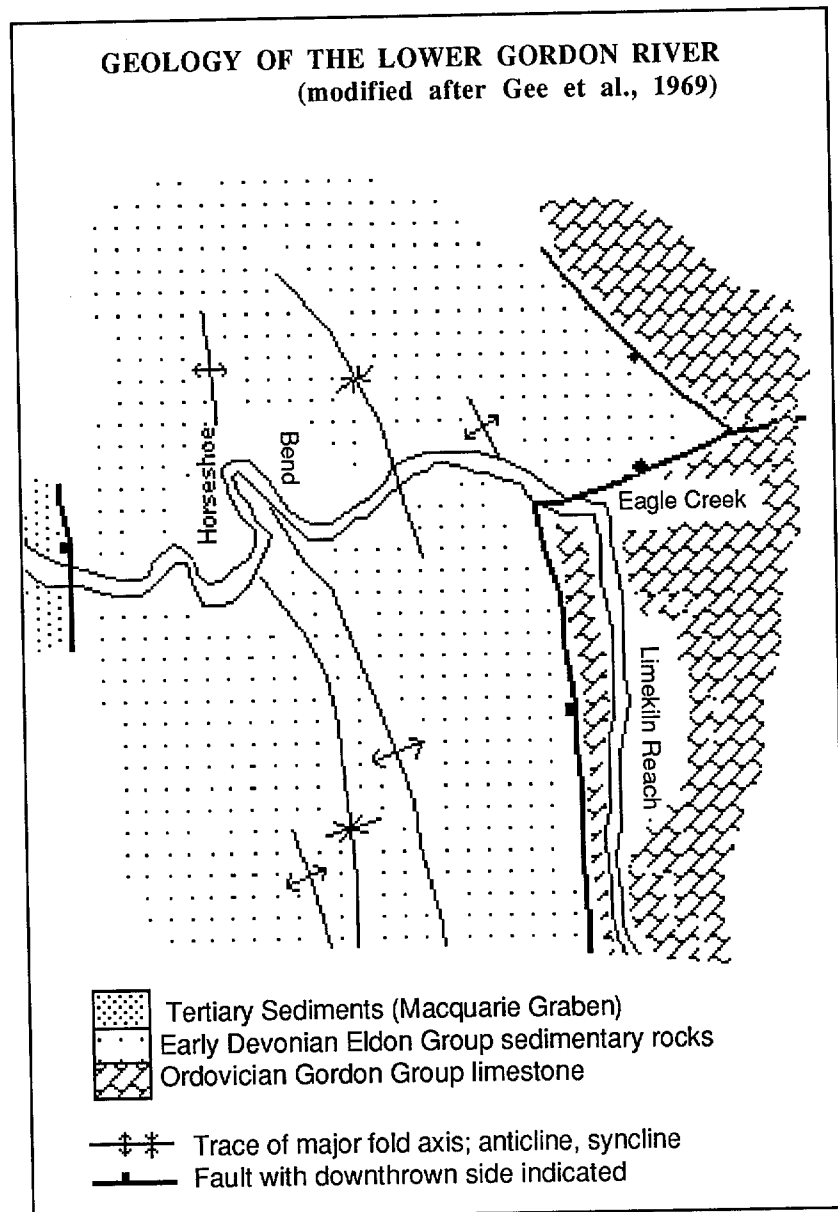 GEOLOGY OF THE LOWER GORDON RIVER
(modified after Gee et al., 1969)
Horseshoe
Bend
Eagle Creek
Limekiln Reach
Tertiary Sediments (Macquarie Graben)
Early Devonian Eldon Group sedimentary rocks
Ordovician Gordon Group limestone
Trace of major fold axis; anticline, syncline
Fault with downthrown side indicated